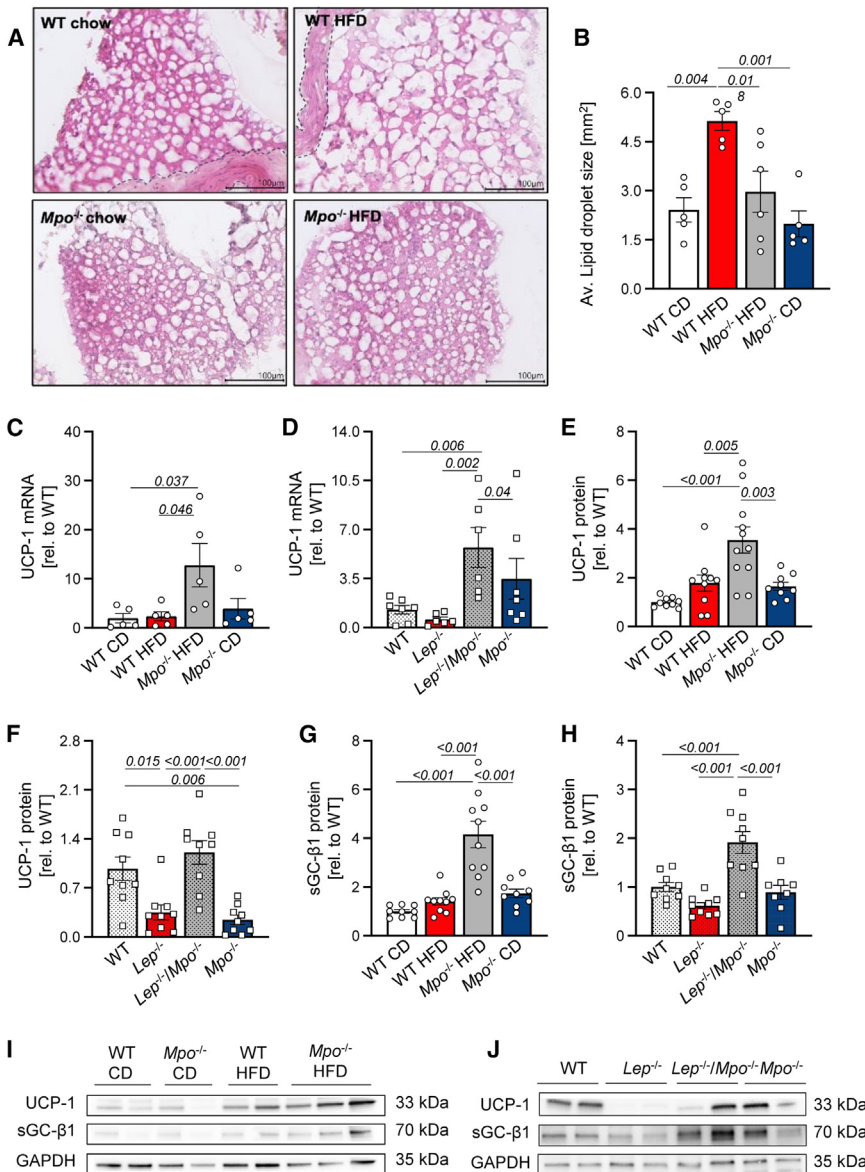 A
WT chow
100μm
WT HFD
100μm
Mpo-/- chow
100μm
Mpo-/- HFD
100μm
B
0.001
0.004
0.01
8
Av. Lipid droplet size [mm²]
6.0
4.5
3.0
1.5
0.0
WT CD
WT HFD
Mpo-/- HFD
Mpo-/- CD
C
UCP-1 mRNA
[rel. to WT]
40
30
20
10
0
0.037
0.046
WT CD
WT HFD
Mpo-/- HFD
Mpo-/- CD
D
UCP-1 mRNA
[rel. to WT]
14.0
10.5
7.0
3.5
0.0
0.006
0.002
0.04
WT
Lep-/-
Lep-/-/Mpo-/-
Mpo-/-
E
UCP-1 protein
[rel. to WT]
8
6
4
2
0
0.005
<0.001
0.003
WT CD
WT HFD
Mpo-/- HFD
Mpo-/- CD
F
UCP-1 protein
[rel. to WT]
2.8
2.1
1.4
0.7
0.0
0.015 <0.001 <0.001
0.006
WT
Lep-/-
Lep-/-/Mpo-/-
Mpo-/-
G
sGC-β1 protein
[rel. to WT]
8
6
4
2
0
<0.001
<0.001 <0.001
WT CD
WT HFD
Mpo-/- HFD
Mpo-/- CD
H
sGC-β1 protein
[rel. to WT]
4
3
2
1
0
<0.001
<0.001 <0.001
WT
Lep-/-
Lep-/-/Mpo-/-
Mpo-/-
I
WT Mpo-/- WT Mpo-/-
CD CD HFD HFD
UCP-1 33 kDa
sGC-β1 70 kDa
GAPDH 35 kDa
J
WT Lep-/- Lep-/-/Mpo-/- Mpo-/-
UCP-1 33 kDa
sGC-β1 70 kDa
GAPDH 35 kDa